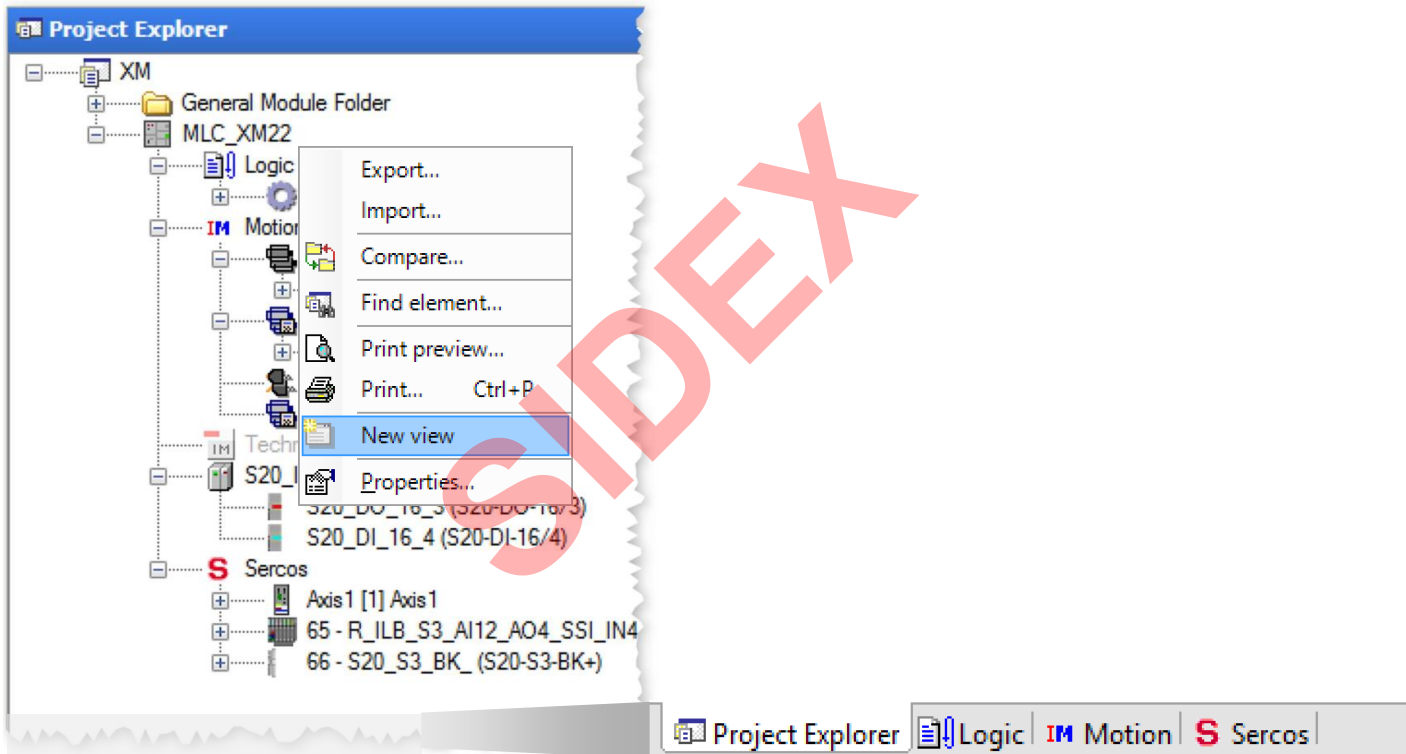 Project Explorer
XM
General Module Folder
MLC_XM22
Logic
Motion
Techn
S20_I
S20_DO_16_3 (S20-DO-16/3)
S20_DI_16_4 (S20-DI-16/4)
Sercos
Axis1 [1] Axis1
65 - R_ILB_S3_AI12_AO4_SSI_IN4
66 - S20_S3_BK_ (S20-S3-BK+)
Export...
Import...
Compare...
Find element...
Print preview...
Print... Ctrl+P
New view
Properties...
SIDEX
Project Explorer Logic IM Motion S Sercos